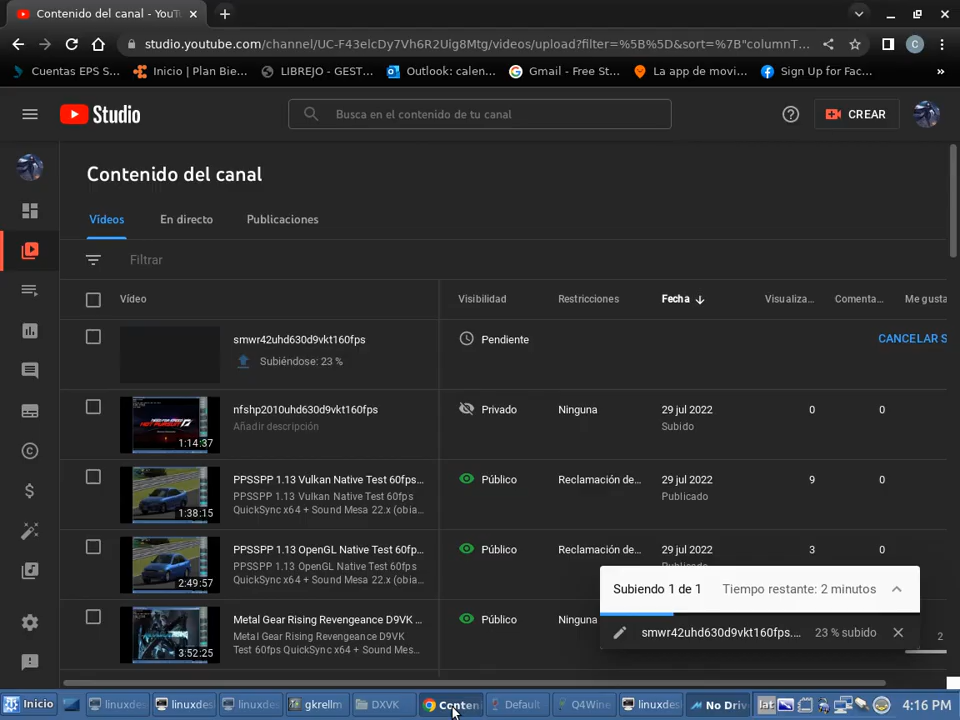 Contenido del canal - YouTu
studio.youtube.com/channel/UC-F43elcDy7Vh6R2Uig8Mtg/videos/upload?filter=%5B%5D&sort=%7B"columnT...
Cuentas EPS S...
Inicio | Plan Bie...
LIBREJO - GEST...
Outlook: calen...
Gmail - Free St...
La app de movi...
Sign Up for Fac...
»
C
Studio
Busca en el contenido de tu canal
CREAR
Contenido del canal
Vídeos
En directo
Publicaciones
Filtrar
Vídeo
Visibilidad
Restricciones
Fecha
Visualiza...
Comenta...
Me gusta
smwr42uhd630d9vkt160fps
Subiéndose: 23 %
Pendiente
CANCELAR S
nfshp2010uhd630d9vkt160fps
Añadir descripción
1:14:37
Privado
Ninguna
29 jul 2022
Subido
0
0
PPSSPP 1.13 Vulkan Native Test 60fps...
PPSSPP 1.13 Vulkan Native Test 60fps
QuickSync x64 + Sound Mesa 22.x (obia...
1:38:15
Público
Reclamación de...
29 jul 2022
Publicado
9
0
PPSSPP 1.13 OpenGL Native Test 60fp...
PPSSPP 1.13 OpenGL Native Test 60fps
QuickSync x64 + Sound Mesa 22.x (obia...
2:49:57
Público
Reclamación de...
29 jul 2022
3
0
Metal Gear Rising Revengeance D9VK ...
Metal Gear Rising Revengeance D9VK
Test 60fps QuickSync x64 + Sound Mes...
3:52:25
Público
Ninguna
2
Subiendo 1 de 1
Tiempo restante: 2 minutos
smwr42uhd630d9vkt160fps....
23 % subido
Inicio
linuxdes
linuxdes
linuxdes
gkrellm
DXVK
Conten
Default
Q4Wine
linuxdes
No Driv
lat
4:16 PM